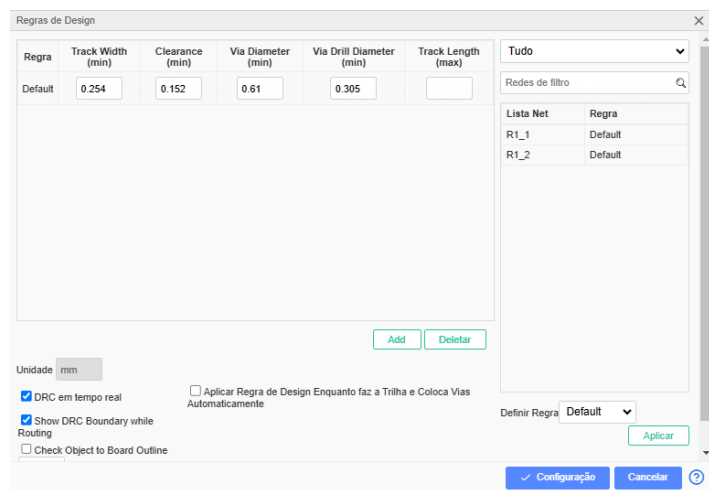 Regras de Design
Regra Track Width (min) Clearance (min) Via Diameter (min) Via Drill Diameter (min) Track Length (max)
Default 0.254 0.152 0.61 0.305
Tudo
Redes de filtro
Lista Net Regra
R1_1 Default
R1_2 Default
Add Deletar
Unidade mm
DRC em tempo real
Aplicar Regra de Design Enquanto faz a Trilha e Coloca Vias
Automaticamente
Show DRC Boundary while
Routing
Check Object to Board Outline
Definir Regra Default
Aplicar
Configuração Cancelar ?